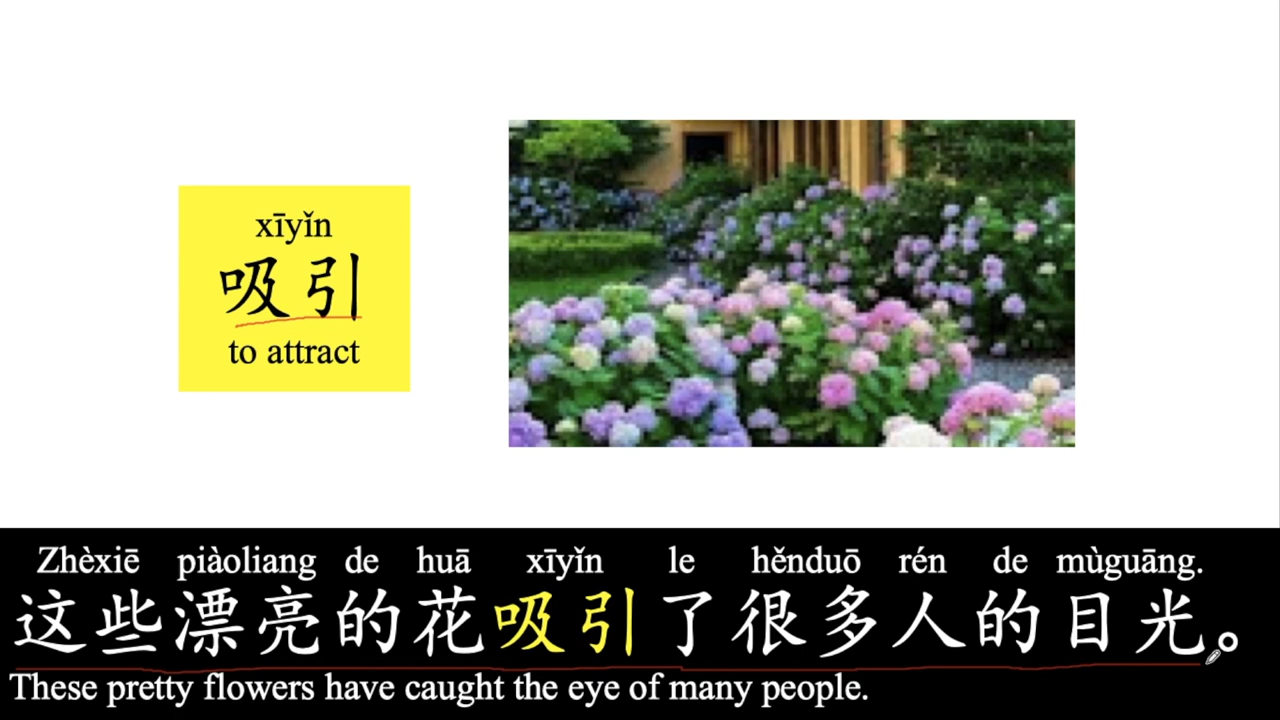 xīyǐn
吸引
to attract
Zhèxiē piàoliang de huā xīyǐn le hěnduō rén de mùguāng.
这些漂亮的花吸引了很多人的目光。
These pretty flowers have caught the eye of many people.